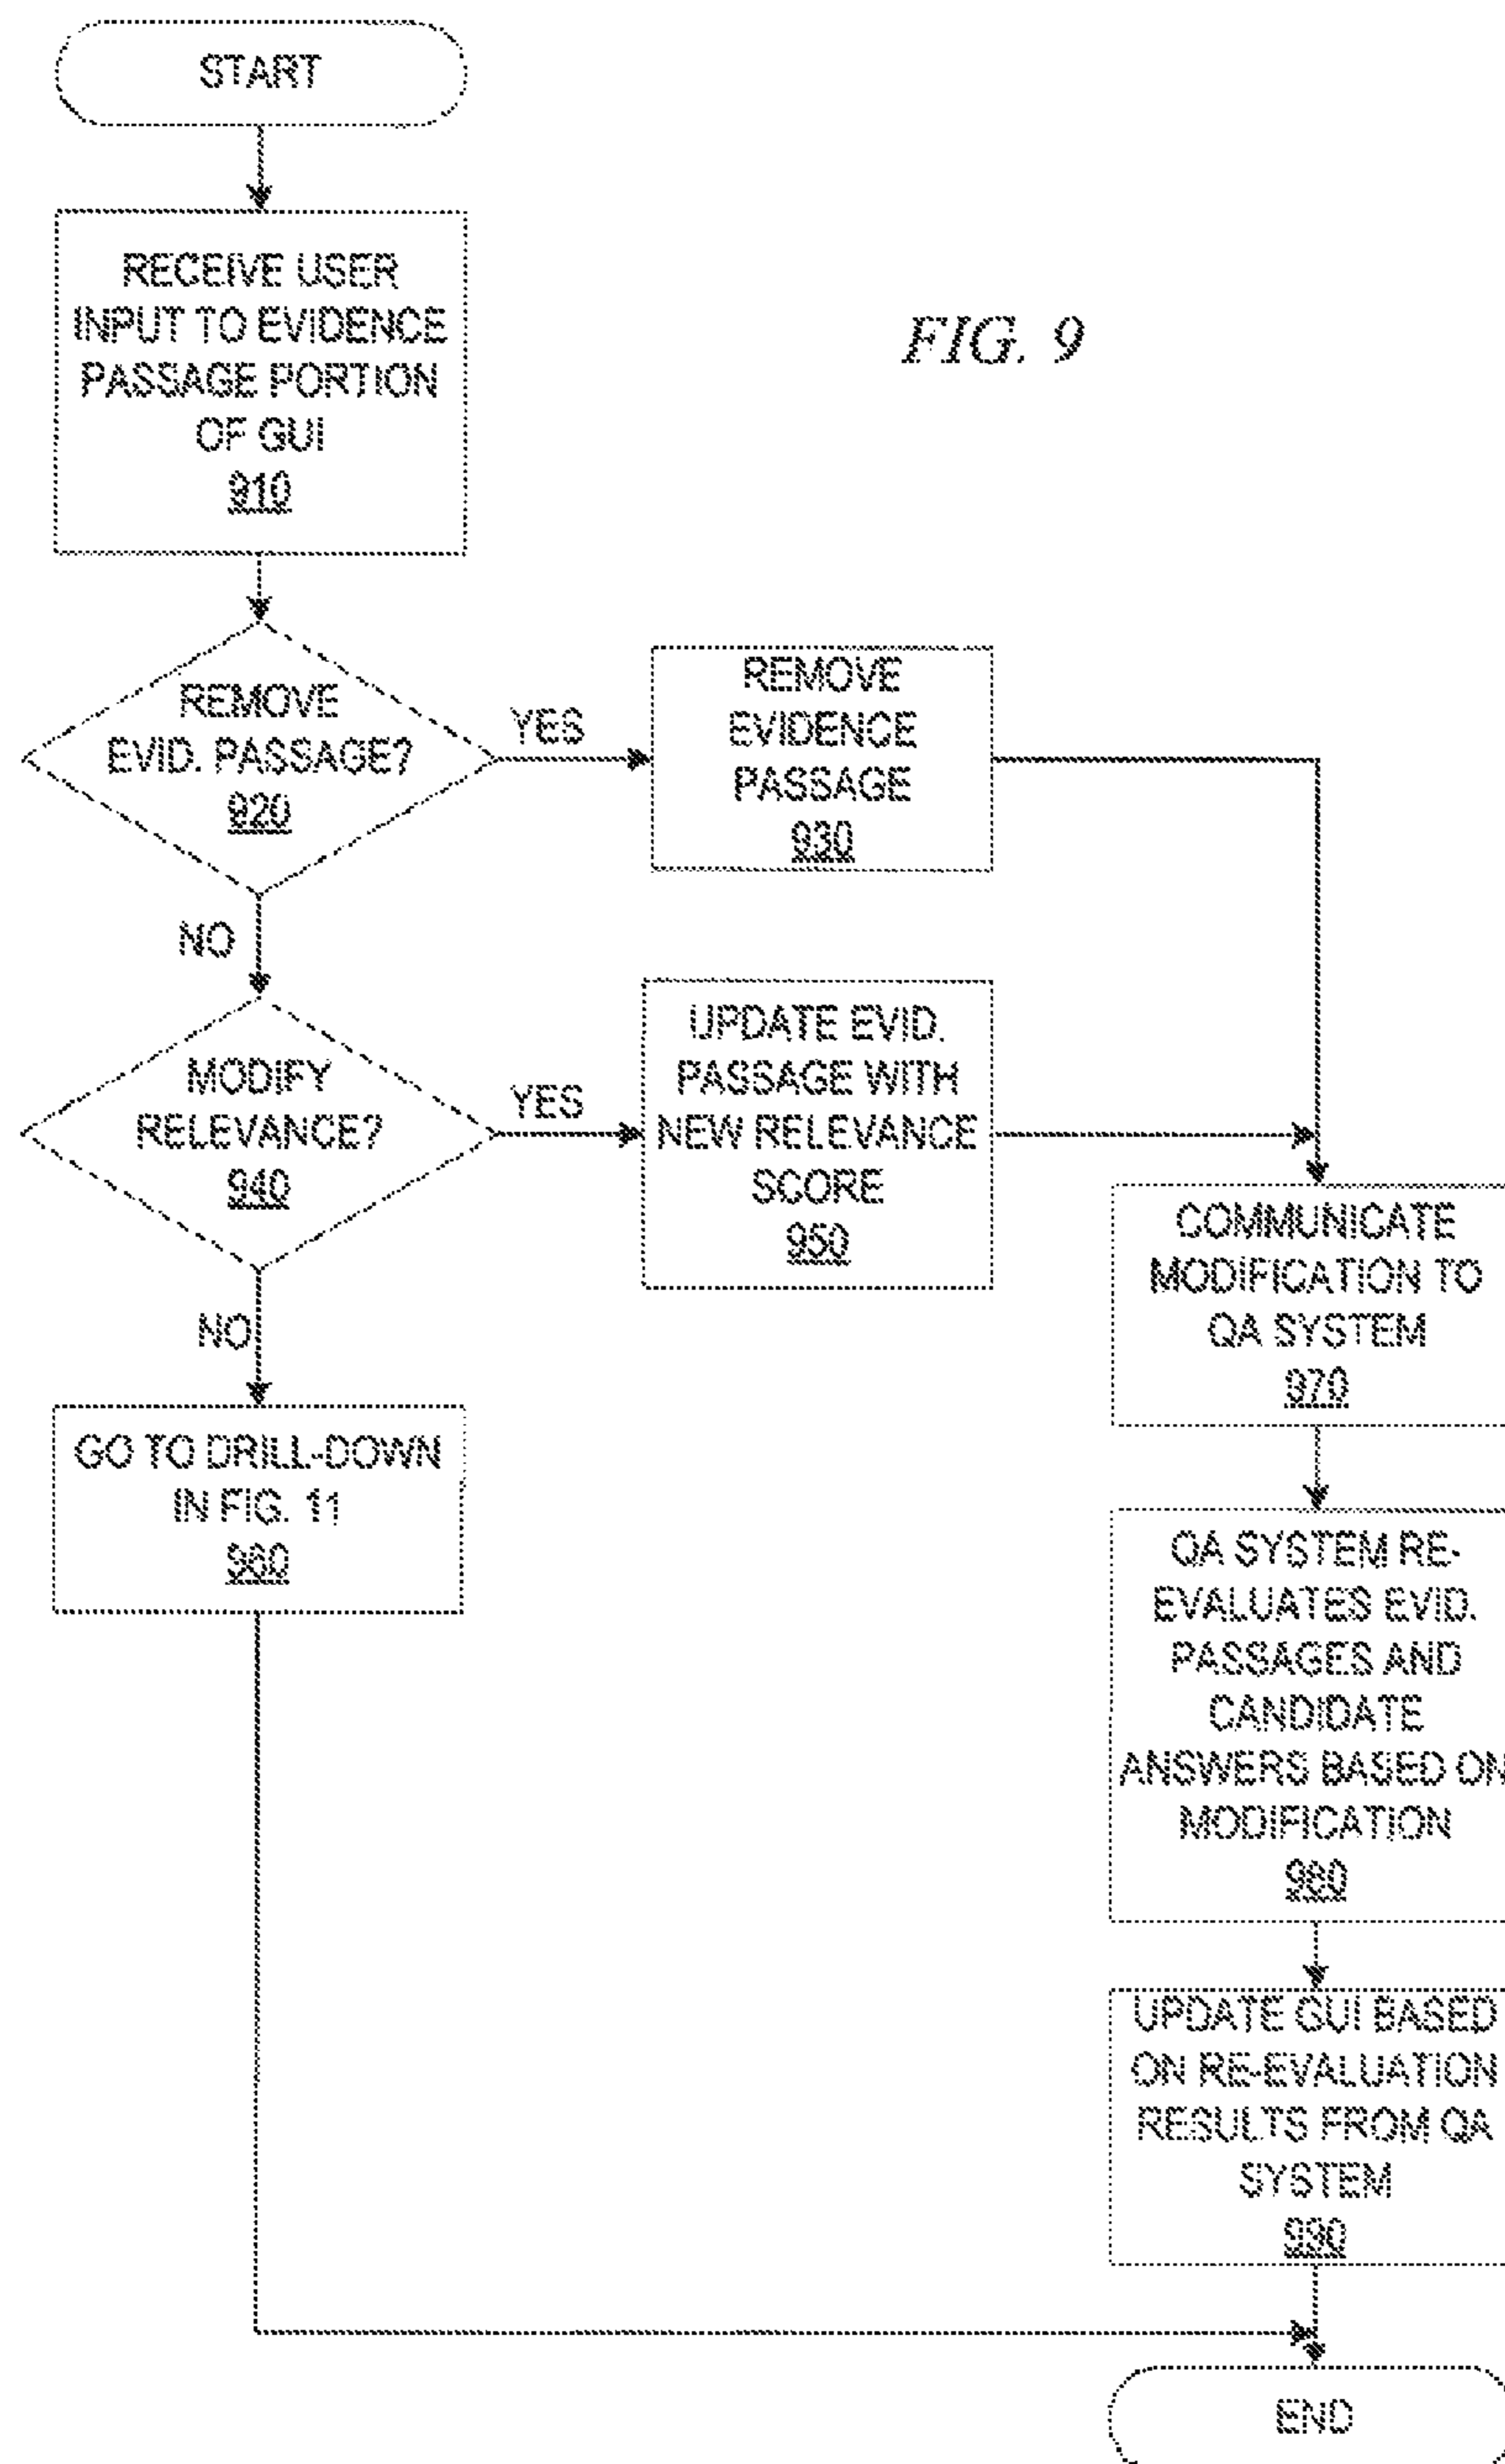 START
RECEIVE USER
INPUT TO EVIDENCE
PASSAGE PORTION
OF GUI
910
FIG. 9
REMOVE
EVID. PASSAGE?
920
YES
REMOVE
EVIDENCE
PASSAGE
930
NO
MODIFY
RELEVANCE?
940
YES
UPDATE EVID.
PASSAGE WITH
NEW RELEVANCE
SCORE
950
NO
GO TO DRILL-DOWN
IN FIG. 11
960
COMMUNICATE
MODIFICATION TO
QA SYSTEM
970
QA SYSTEM RE-
EVALUATES EVID.
PASSAGES AND
CANDIDATE
ANSWERS BASED ON
MODIFICATION
980
UPDATE GUI BASED
ON RE-EVALUATION
RESULTS FROM QA
SYSTEM
990
END